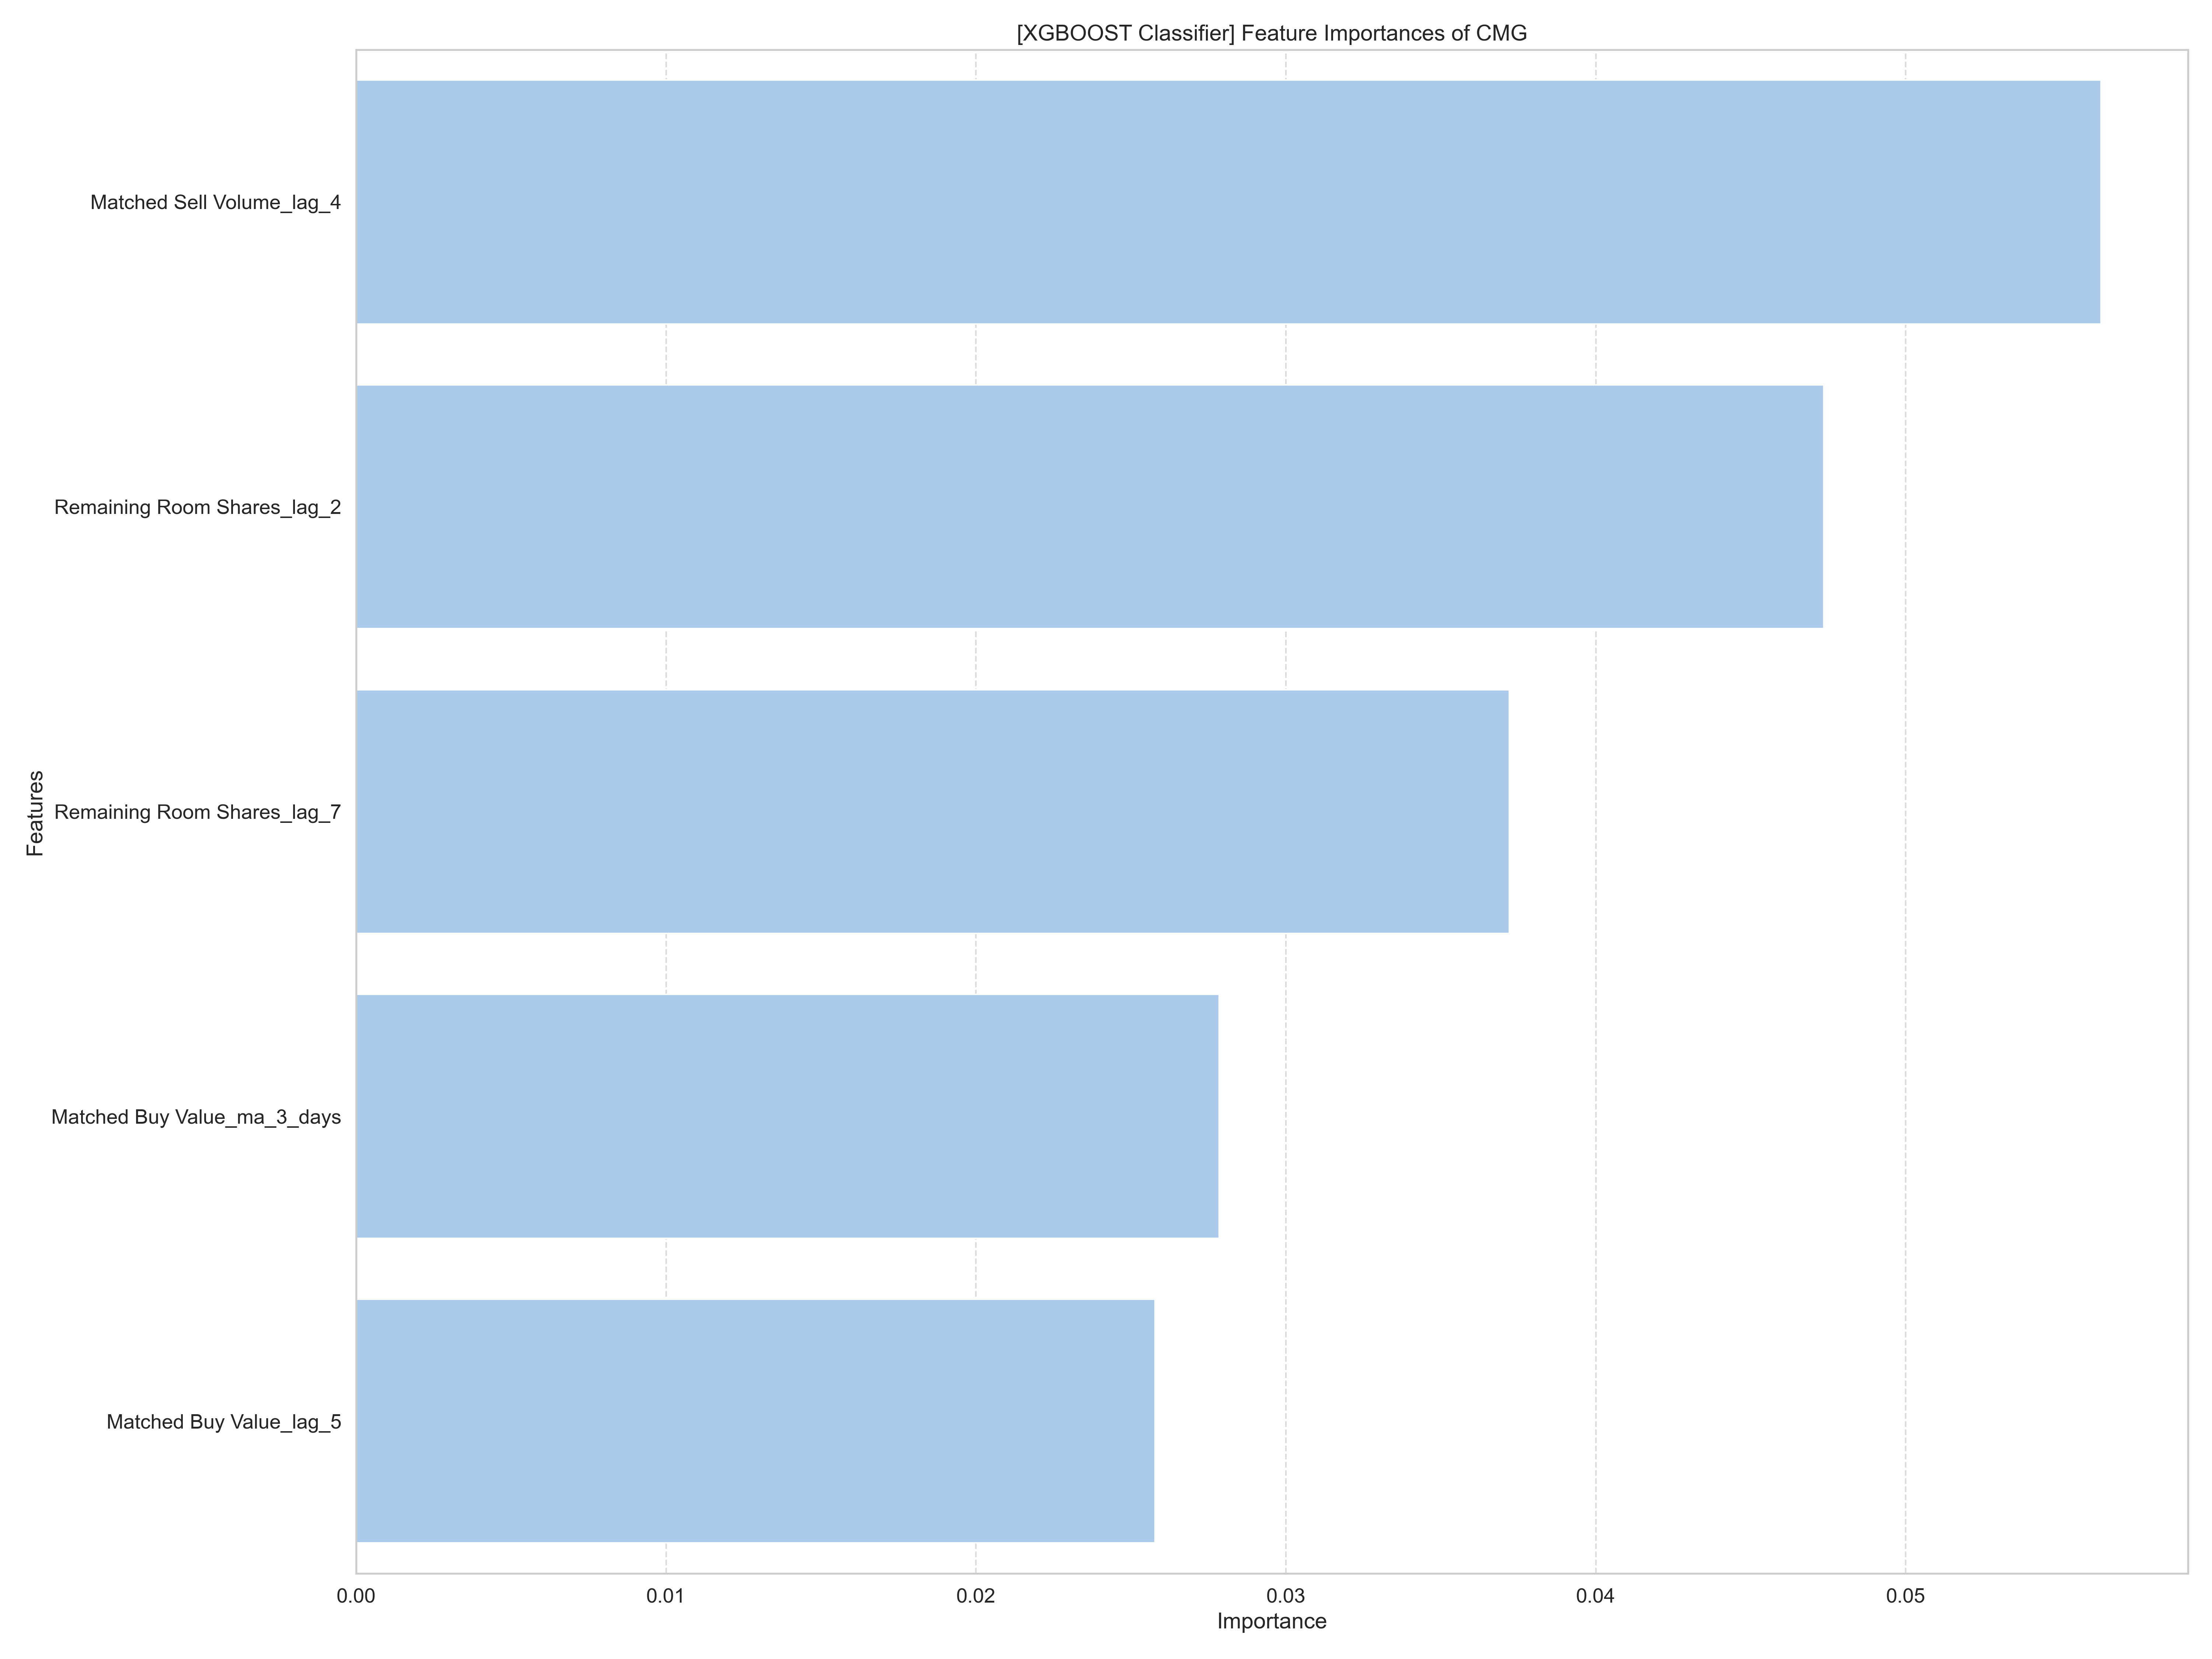 [XGBOOST Classifier] Feature Importances of CMG
Matched Sell Volume_lag_4
Remaining Room Shares_lag_2
Remaining Room Shares_lag_7
Matched Buy Value_ma_3_days
Matched Buy Value_lag_5
Features
0.00 0.01 0.02 0.03 0.04 0.05
Importance